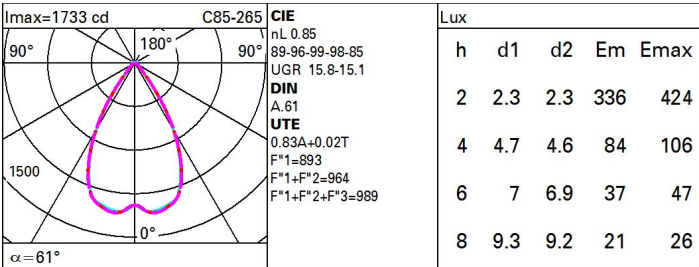 Imax=1733 cd C85-265
90° 180° 90°
1500
0°
α=61°
CIE
nL 0.85
89-96-99-98-85
UGR 15.8-15.1
DIN
A.61
UTE
0.83A+0.02T
F"1=893
F"1+F"2=964
F"1+F"2+F"3=989
Lux
h d1 d2 Em Emax
2 2.3 2.3 336 424
4 4.7 4.6 84 106
6 7 6.9 37 47
8 9.3 9.2 21 26